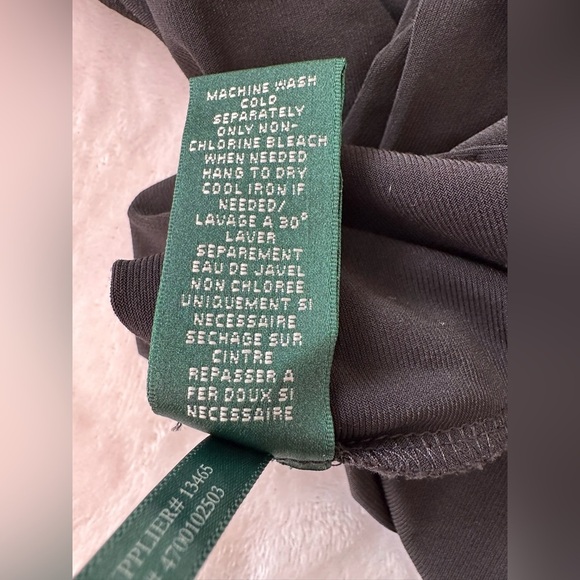 MACHINE WASH
COLD
SEPARATELY
ONLY NON-
CHLORINE BLEACH
WHEN NEEDED
HANG TO DRY
COOL IRON IF
NEEDED/
LAVAGE A 30°
LAVER
SEPAREMENT
EAU DE JAVEL
NON CHLOREE
UNIQUEMENT SI
NECESSAIRE
SECHAGE SUR
CINTRE
REPASSER A
FER DOUX SI
NECESSAIRE
PPLIER# 13465
# 4700102503